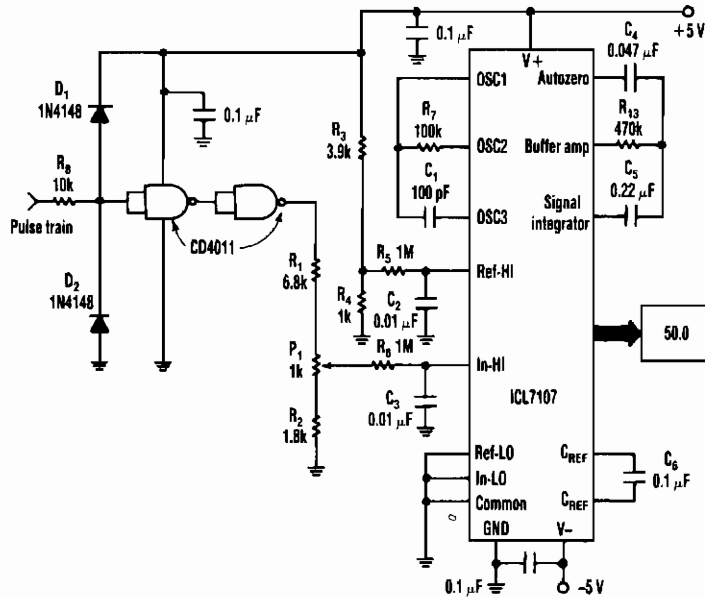 0.1 µF
+5 V
C4
0.047 µF
V+
D1
1N4148
OSC1
Autozero
0.1 µF
R7
100k
R13
470k
R3
3.9k
OSC2
Buffer amp
R8
10k
C1
100 pF
C5
0.22 µF
Pulse train
Signal
integrator
OSC3
CD4011
R1
6.8k
R5 1M
Ref-HI
D2
1N4148
R4
1k
C2
0.01 µF
50.0
P1
1k
R6 1M
In-HI
ICL7107
C3
0.01 µF
R2
1.8k
Ref-LO
CREF
In-LO
C6
0.1 µF
Common
CREF
GND
V–
0.1 µF
–5 V